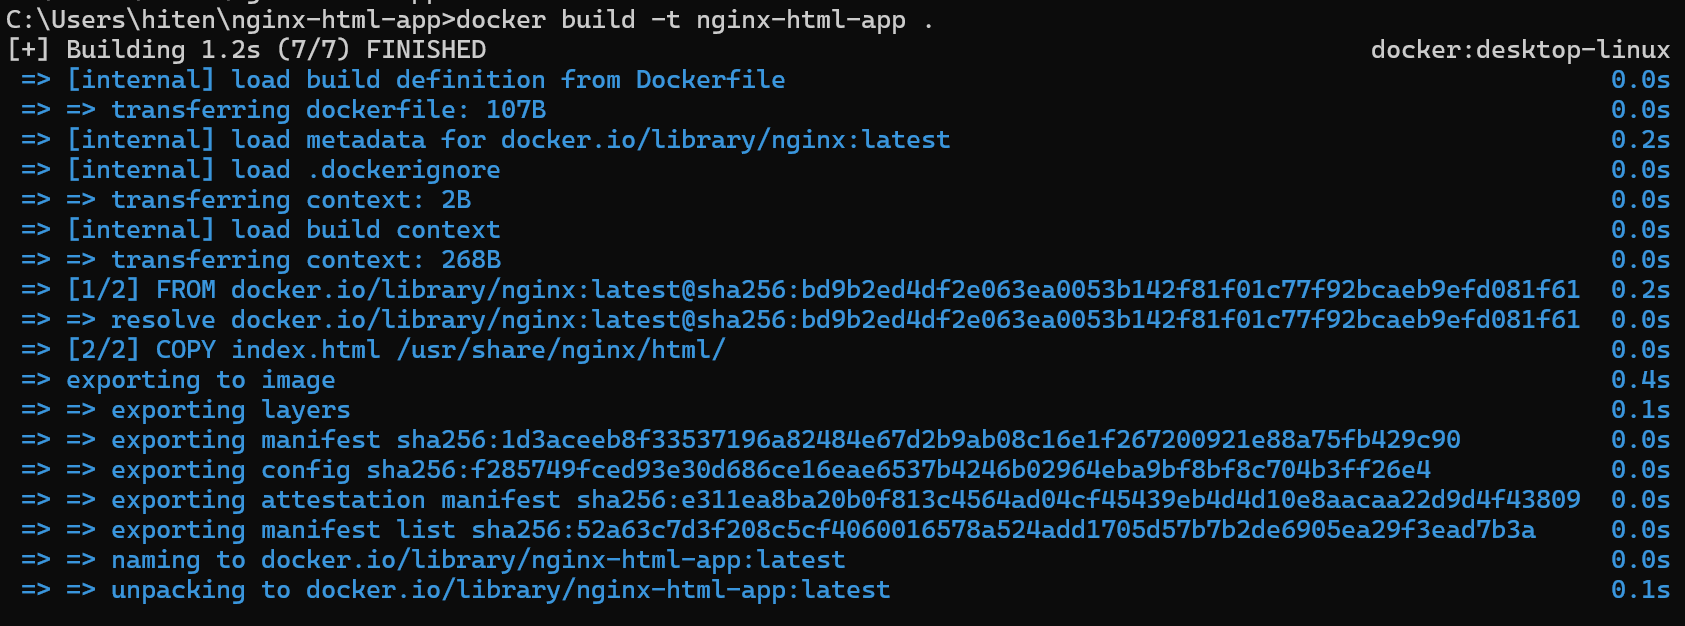 C:\Users\hiten\nginx-html-app>docker build -t nginx-html-app .
[+] Building 1.2s (7/7) FINISHED docker:desktop-linux
=> [internal] load build definition from Dockerfile 0.0s
=> => transferring dockerfile: 107B 0.0s
=> [internal] load metadata for docker.io/library/nginx:latest 0.2s
=> [internal] load .dockerignore 0.0s
=> => transferring context: 2B 0.0s
=> [internal] load build context 0.0s
=> => transferring context: 268B 0.0s
=> [1/2] FROM docker.io/library/nginx:latest@sha256:bd9b2ed4df2e063ea0053b142f81f01c77f92bcaeb9efd081f61 0.2s
=> => resolve docker.io/library/nginx:latest@sha256:bd9b2ed4df2e063ea0053b142f81f01c77f92bcaeb9efd081f61 0.0s
=> [2/2] COPY index.html /usr/share/nginx/html/ 0.0s
=> exporting to image 0.4s
=> => exporting layers 0.1s
=> => exporting manifest sha256:1d3aceeb8f33537196a82484e67d2b9ab08c16e1f267200921e88a75fb429c90 0.0s
=> => exporting config sha256:f285749fced93e30d686ce16eae6537b4246b02964eba9bf8bf8c704b3ff26e4 0.0s
=> => exporting attestation manifest sha256:e311ea8ba20b0f813c4564ad04cf45439eb4d4d10e8aacaa22d9d4f43809 0.0s
=> => exporting manifest list sha256:52a63c7d3f208c5cf4060016578a524add1705d57b7b2de6905ea29f3ead7b3a 0.0s
=> => naming to docker.io/library/nginx-html-app:latest 0.0s
=> => unpacking to docker.io/library/nginx-html-app:latest 0.1s